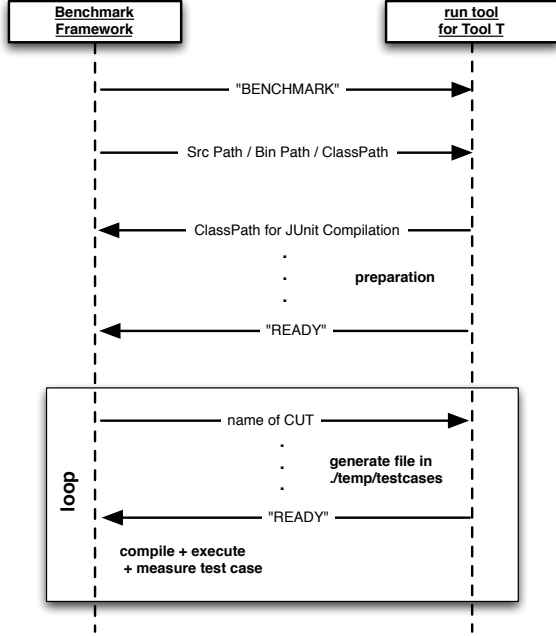 Benchmark
Framework
run tool
for Tool T
"BENCHMARK"
Src Path / Bin Path / ClassPath
ClassPath for JUnit Compilation
preparation
"READY"
loop
name of CUT
generate file in
./temp/testcases
"READY"
compile + execute
+ measure test case